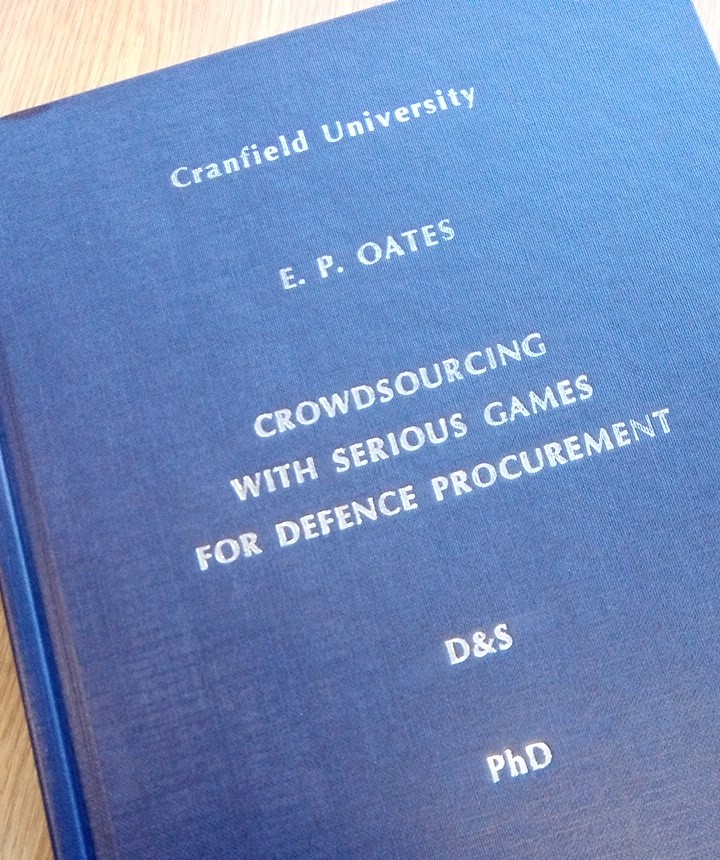 Cranfield University
E. P. OATES
CROWDSOURCING
WITH SERIOUS GAMES
FOR DEFENCE PROCUREMENT
D&S
PhD